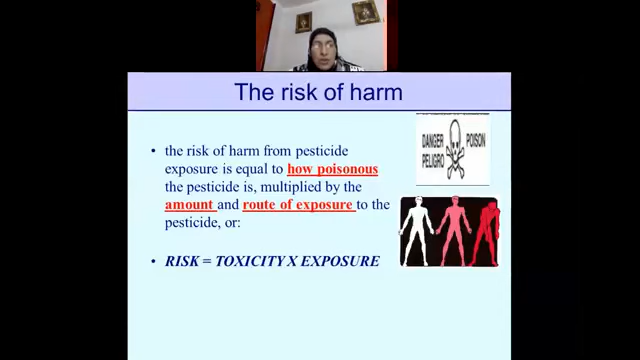 The risk of harm
• the risk of harm from pesticide
exposure is equal to how poisonous
the pesticide is, multiplied by the
amount and route of exposure to the
pesticide, or:
• RISK = TOXICITY X EXPOSURE
DANGER POISON
PELIGRO